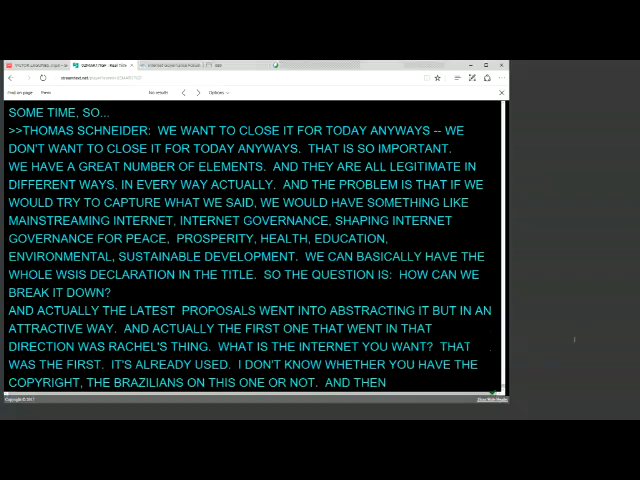 Internet Governance Forum
streamtext.net
Find on page
No results
Options
SOME TIME, SO...
>>THOMAS SCHNEIDER:  WE WANT TO CLOSE IT FOR TODAY ANYWAYS -- WE
DON'T WANT TO CLOSE IT FOR TODAY ANYWAYS.  THAT IS SO IMPORTANT.
WE HAVE A GREAT NUMBER OF ELEMENTS.  AND THEY ARE ALL LEGITIMATE IN
DIFFERENT WAYS, IN EVERY WAY ACTUALLY.  AND THE PROBLEM IS THAT IF WE
WOULD TRY TO CAPTURE WHAT WE SAID, WE WOULD HAVE SOMETHING LIKE
MAINSTREAMING INTERNET, INTERNET GOVERNANCE, SHAPING INTERNET
GOVERNANCE FOR PEACE,  PROSPERITY, HEALTH, EDUCATION,
ENVIRONMENTAL, SUSTAINABLE DEVELOPMENT.  WE CAN BASICALLY HAVE THE
WHOLE WSIS DECLARATION IN THE TITLE.  SO THE QUESTION IS:  HOW CAN WE
BREAK IT DOWN?
AND ACTUALLY THE LATEST  PROPOSALS WENT INTO ABSTRACTING IT BUT IN AN
ATTRACTIVE WAY.  AND ACTUALLY THE FIRST ONE THAT WENT IN THAT
DIRECTION WAS RACHEL'S THING.  WHAT IS THE INTERNET YOU WANT?  THAT
WAS THE FIRST.  IT'S ALREADY USED.  I DON'T KNOW WHETHER YOU HAVE THE
COPYRIGHT, THE BRAZILIANS ON THIS ONE OR NOT.  AND THEN
Copyright © 2017